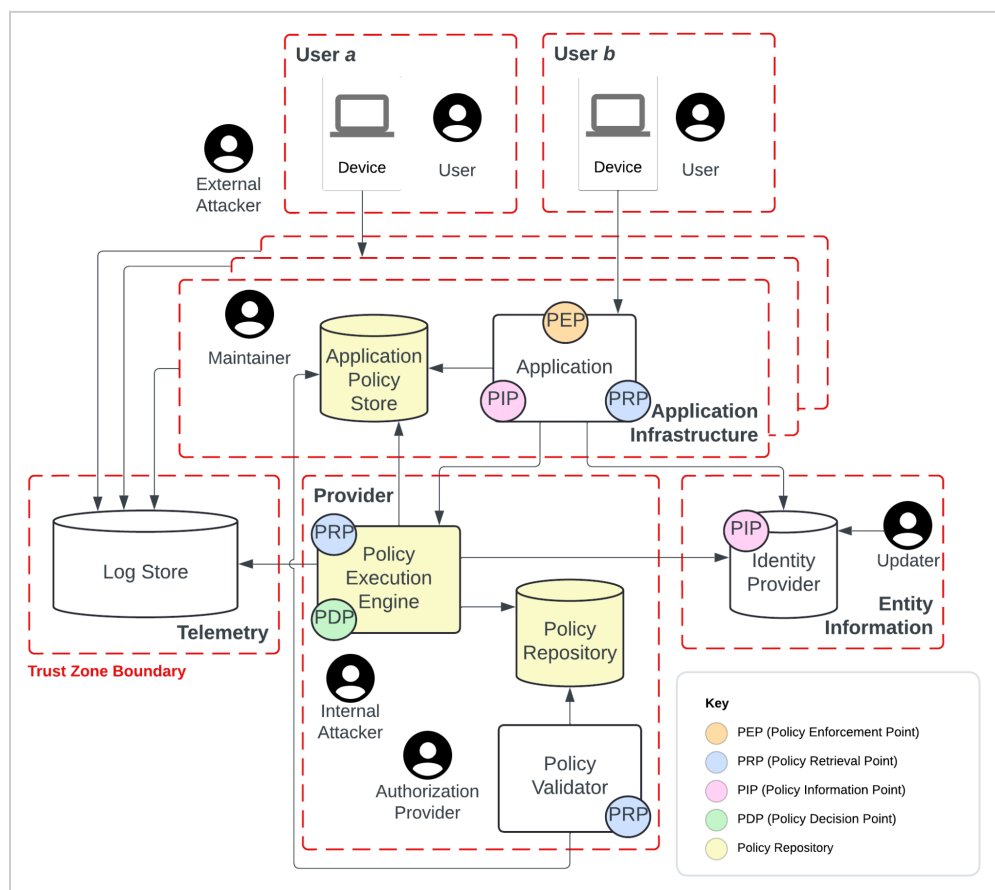 User a
User b
Device
User
Device
User
External
Attacker
Maintainer
PEP
Application
Policy
Store
Application
PIP
PRP
Application
Infrastructure
Provider
PRP
Policy
Execution
Engine
PDP
Log Store
Telemetry
PIP
Identity
Provider
Updater
Entity
Information
Policy
Repository
Trust Zone Boundary
Internal
Attacker
Authorization
Provider
Policy
Validator
PRP
Key
PEP (Policy Enforcement Point)
PRP (Policy Retrieval Point)
PIP (Policy Information Point)
PDP (Policy Decision Point)
Policy Repository